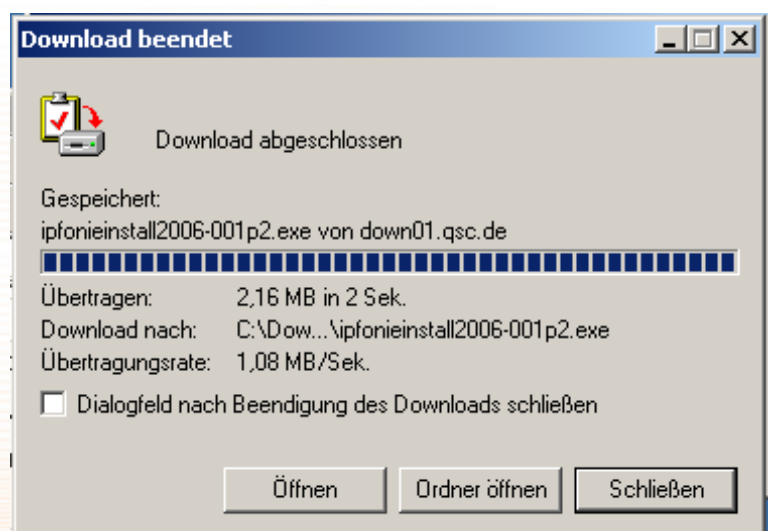 Download beendet
Download abgeschlossen
Gespeichert:
ipfonieinstall2006-001p2.exe von down01.qsc.de
Übertragen: 2,16 MB in 2 Sek.
Download nach: C:\Dow...\ipfonieinstall2006-001p2.exe
Übertragungsrate: 1,08 MB/Sek.
Dialogfeld nach Beendigung des Downloads schließen
Öffnen Ordner öffnen Schließen